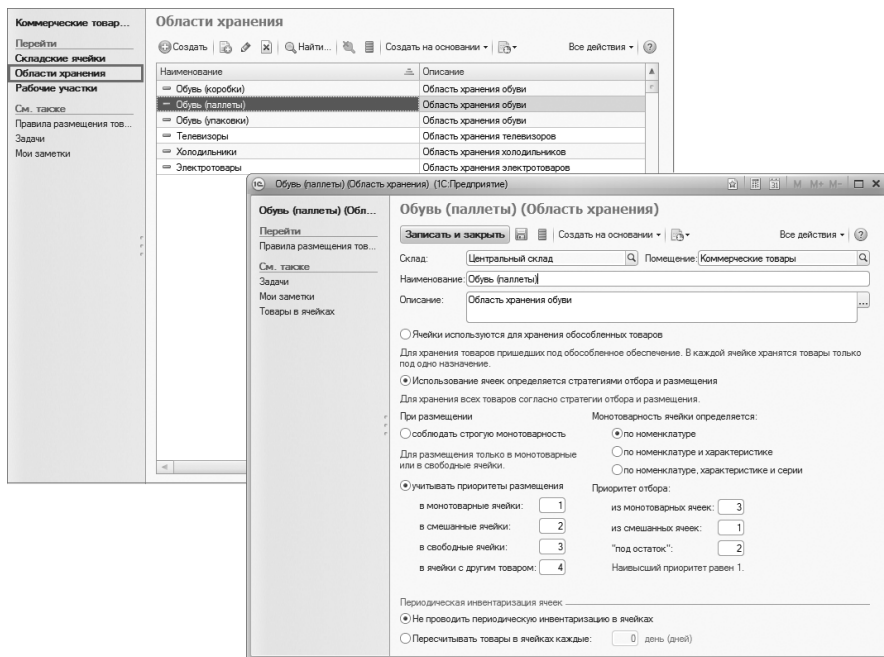 Коммерческие товар...
Перейти
Складские ячейки
Области хранения
Рабочие участки
См. также
Правила размещения тов...
Задачи
Мои заметки
Области хранения
Создать Найти... Создать на основании Все действия
Наименование Описание
Обувь (коробки) Область хранения обуви
Обувь (паллеты) Область хранения обуви
Обувь (упаковки) Область хранения обуви
Телевизоры Область хранения телевизоров
Холодильники Область хранения холодильников
Электротовары Область хранения электротоваров
Обувь (паллеты) (Область хранения) (1С:Предприятие) M M+ M-
Обувь (паллеты) (Обл...
Перейти
Правила размещения тов...
См. также
Задачи
Мои заметки
Товары в ячейках
Обувь (паллеты) (Область хранения)
Записать и закрыть Создать на основании Все действия
Склад: Центральный склад Помещение: Коммерческие товары
Наименование: Обувь (паллеты)
Описание: Область хранения обуви ...
Ячейки используются для хранения обособленных товаров
Для хранения товаров пришедших под обособленное обеспечение. В каждой ячейке хранятся товары только
под одно назначение.
Использование ячеек определяется стратегиями отбора и размещения
Для хранения всех товаров согласно стратегии отбора и размещения.
При размещении Монотоварность ячейки определяется:
соблюдать строгую монотоварность по номенклатуре
Для размещения только в монотоварные
или в свободные ячейки.
по номенклатуре и характеристике
по номенклатуре, характеристике и серии
учитывать приоритеты размещения Приоритет отбора:
в монотоварные ячейки: 1 из монотоварных ячеек: 3
в смешанные ячейки: 2 из смешанных ячеек: 1
в свободные ячейки: 3 "под остаток": 2
в ячейки с другим товаром: 4 Наивысший приоритет равен 1.
Периодическая инвентаризация ячеек
Не проводить периодическую инвентаризацию в ячейках
Пересчитывать товары в ячейках каждые: 0 день (дней)